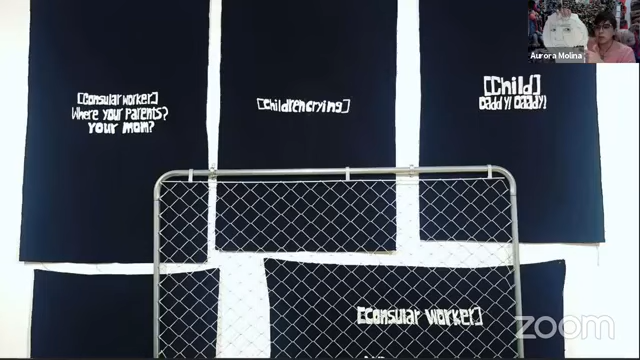 [Consular worker]
Where your parents?
your mom?
[Children crying]
[Child]
Daddy! Daddy!
[Consular worker]
Aurora Molina
zoom